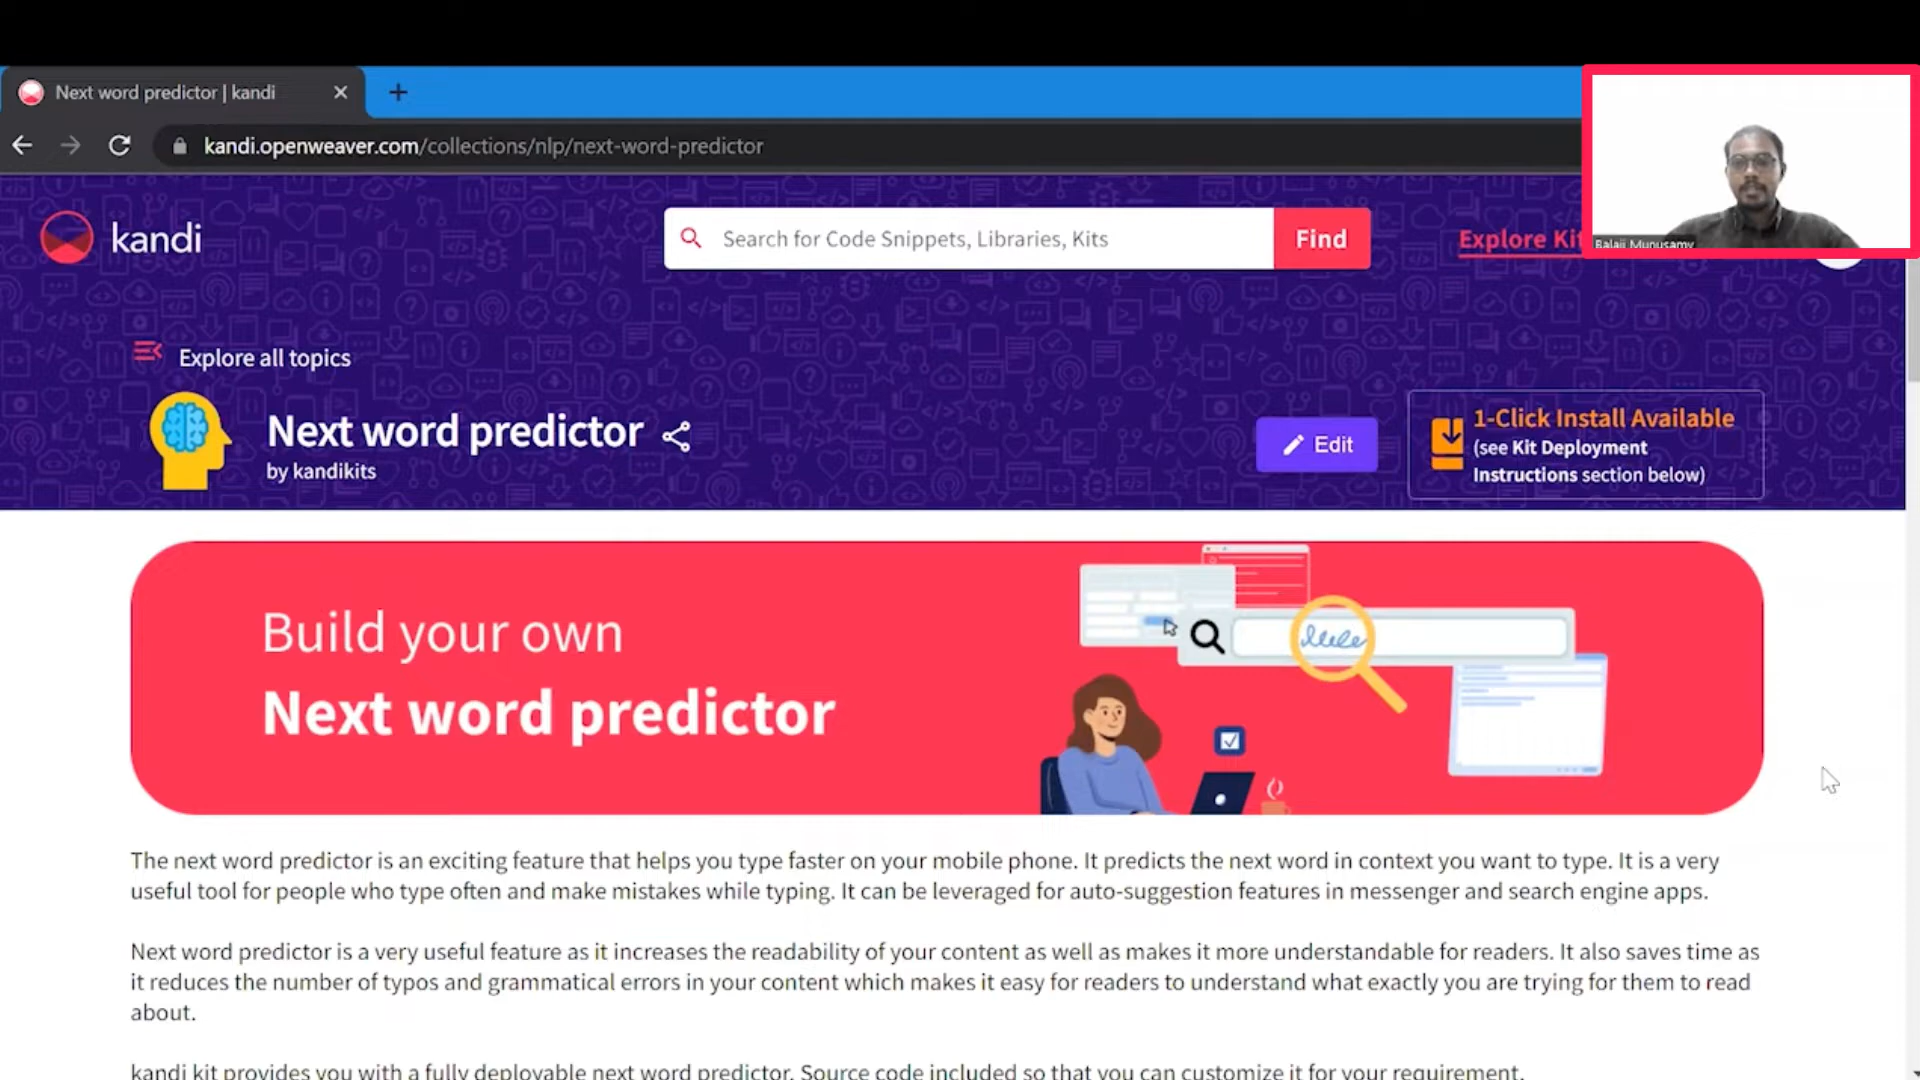 Next word predictor | kandi
kandi.openweaver.com/collections/nlp/next-word-predictor
Balaji Munusamy
kandi
Search for Code Snippets, Libraries, Kits
Find
Explore
Explore all topics
Next word predictor
by kandikits
Edit
1-Click Install Available
(see Kit Deployment
Instructions section below)
Build your own
Next word predictor
The next word predictor is an exciting feature that helps you type faster on your mobile phone. It predicts the next word in context you want to type. It is a very
useful tool for people who type often and make mistakes while typing. It can be leveraged for auto-suggestion features in messenger and search engine apps.
Next word predictor is a very useful feature as it increases the readability of your content as well as makes it more understandable for readers. It also saves time as
it reduces the number of typos and grammatical errors in your content which makes it easy for readers to understand what exactly you are trying for them to read
about.
kandi kit provides you with a fully deployable next word predictor. Source code included so that you can customize it for your requirement.